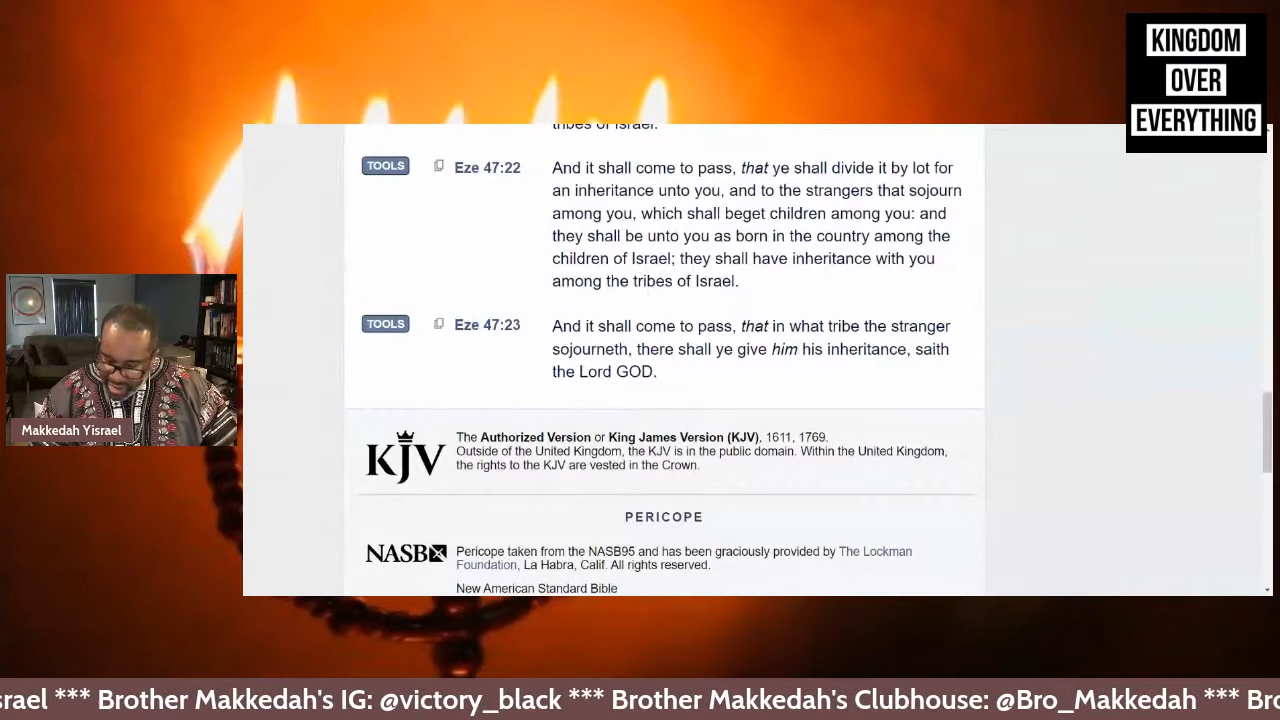 KINGDOM
OVER
EVERYTHING
tribes of Israel.
TOOLS Eze 47:22 And it shall come to pass, that ye shall divide it by lot for
an inheritance unto you, and to the strangers that sojourn
among you, which shall beget children among you: and
they shall be unto you as born in the country among the
children of Israel; they shall have inheritance with you
among the tribes of Israel.
TOOLS Eze 47:23 And it shall come to pass, that in what tribe the stranger
sojourneth, there shall ye give him his inheritance, saith
the Lord GOD.
Makkedah Yisrael
KJV
The Authorized Version or King James Version (KJV), 1611, 1769.
Outside of the United Kingdom, the KJV is in the public domain. Within the United Kingdom,
the rights to the KJV are vested in the Crown.
PERICOPE
NASB
Pericope taken from the NASB95 and has been graciously provided by The Lockman
Foundation, La Habra, Calif. All rights reserved.
New American Standard Bible
srael *** Brother Makkedah's IG: @victory_black *** Brother Makkedah's Clubhouse: @Bro_Makkedah *** Bro